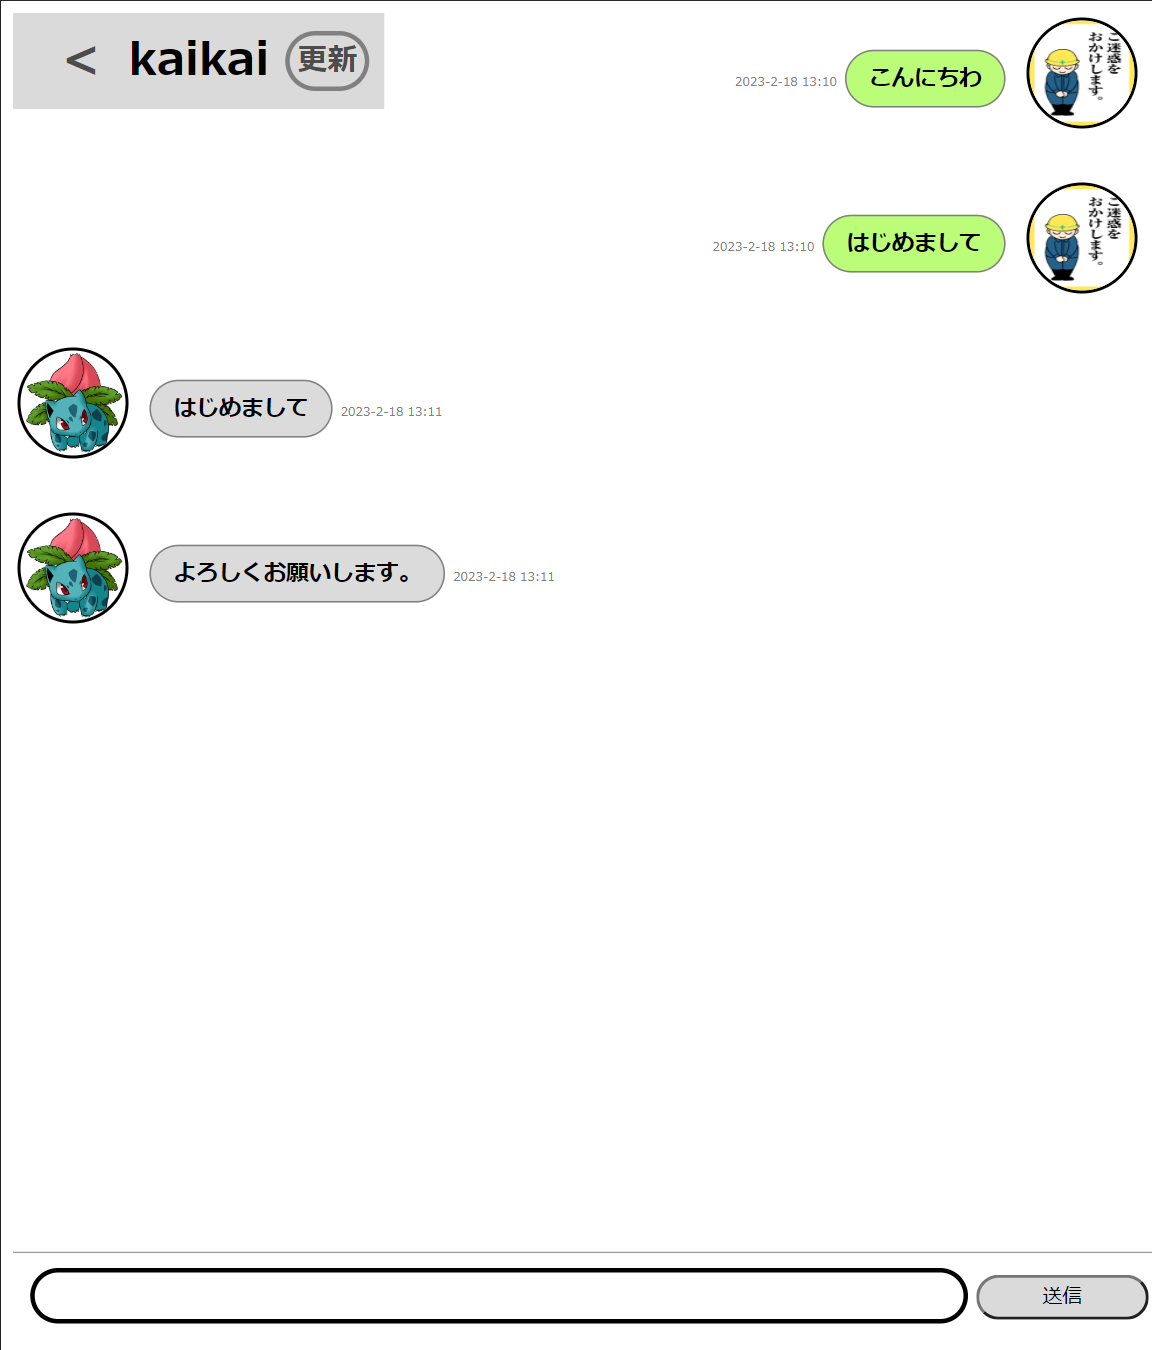 < kaikai 更新
2023-2-18 13:10 こんにちわ
ご迷惑を
おかけします。
2023-2-18 13:10 はじめまして
ご迷惑を
おかけします。
はじめまして 2023-2-18 13:11
よろしくお願いします。 2023-2-18 13:11
送信